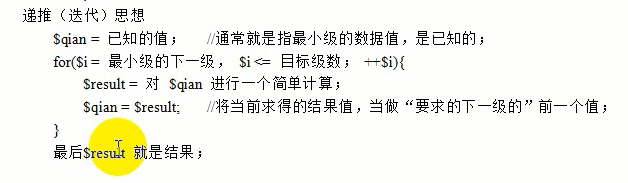 递推（迭代）思想
$qian = 已知的值； //通常就是指最小级的数据值，是已知的；
for($i = 最小级的下一级， $i <= 目标级数； ++$i){
$result = 对 $qian 进行一个简单计算；
$qian = $result; //将当前求得的结果值，当做“要求的下一级的”前一个值；
}
最后$result 就是结果；